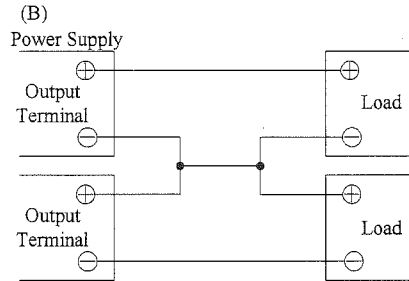 (B)
Power Supply
Output
Terminal
Load
Output
Terminal
Load